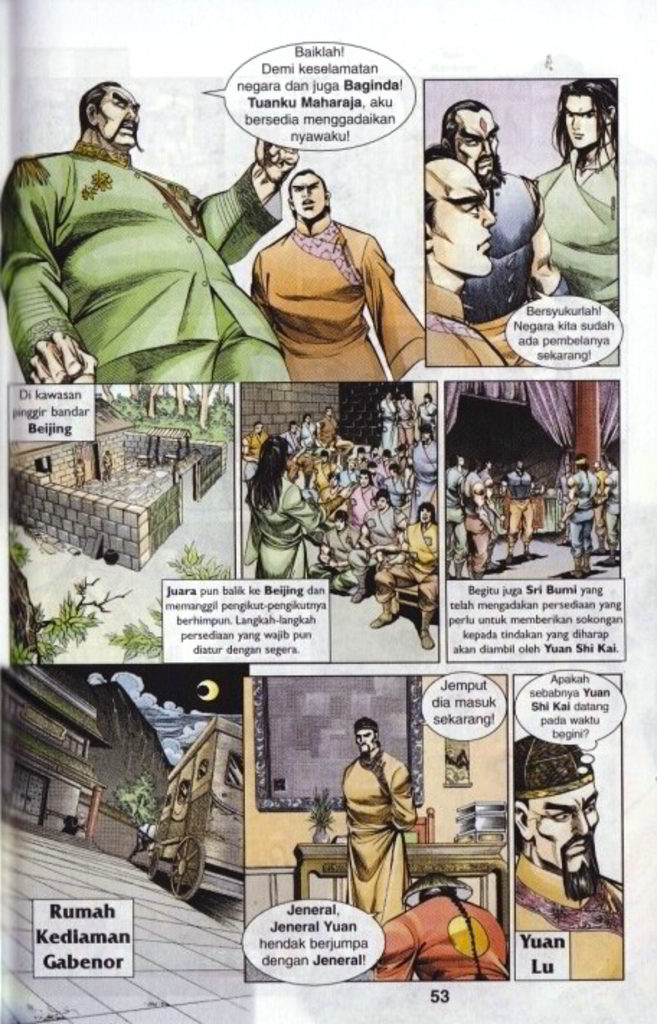 Baiklah!
Demi keselamatan
negara dan juga Baginda!
Tuanku Maharaja, aku
bersedia menggadaikan
nyawaku!
Bersyukurlah!
Negara kita sudah
ada pembelanya
sekarang!
Di kawasan
pinggir bandar
Beijing
Juara pun balik ke Beijing dan
memanggil pengikut-pengikutnya
berhimpun. Langkah-langkah
persediaan yang wajib pun
diatur dengan segera.
Begitu juga Sri Bumi yang
telah mengadakan persediaan yang
perlu untuk memberikan sokongan
kepada tindakan yang diharap
akan diambil oleh Yuan Shi Kai.
Rumah
Kediaman
Gabenor
Jemput
dia masuk
sekarang!
Jeneral,
Jeneral Yuan
hendak berjumpa
dengan Jeneral!
Apakah
sebabnya Yuan
Shi Kai datang
pada waktu
begini?
Yuan
Lu
53